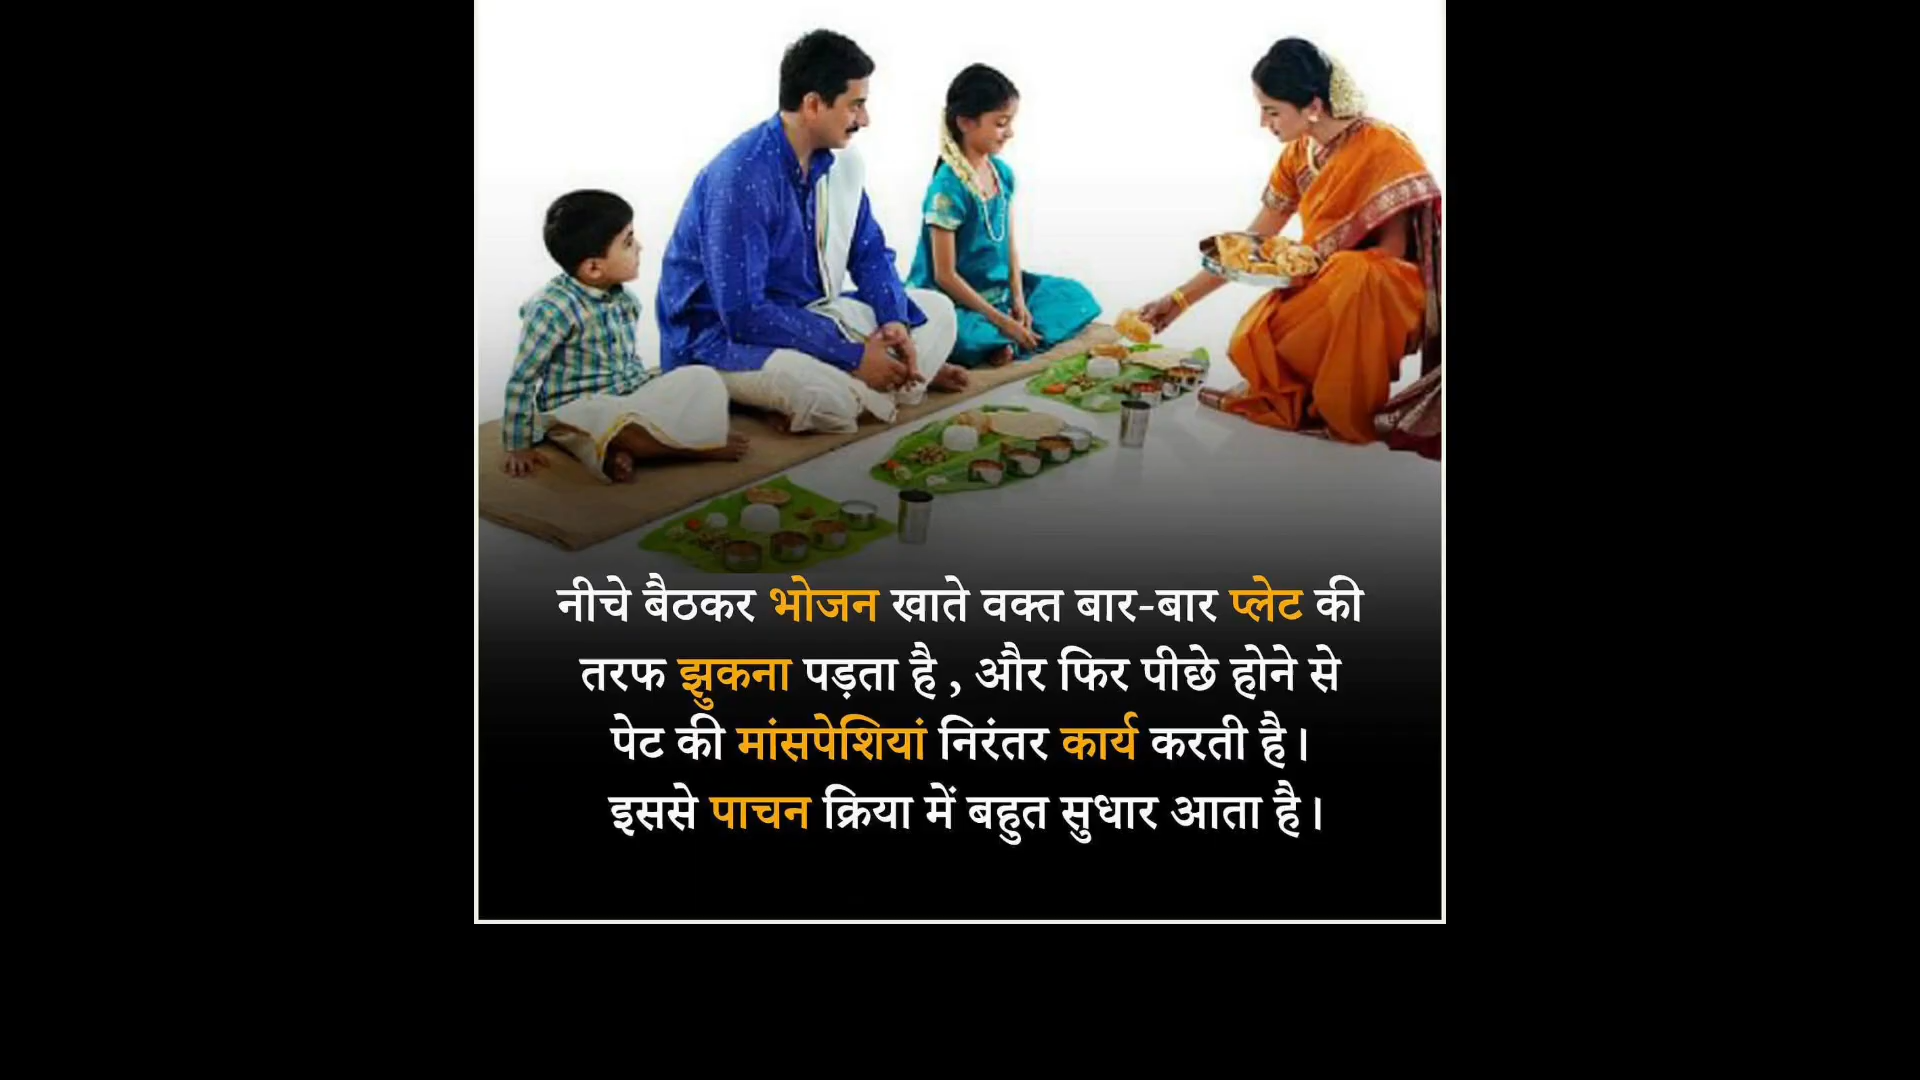 नीचे बैठकर भोजन खाते वक्त बार-बार प्लेट की
तरफ झुकना पड़ता है , और फिर पीछे होने से
पेट की मांसपेशियां निरंतर कार्य करती है।
इससे पाचन क्रिया में बहुत सुधार आता है।